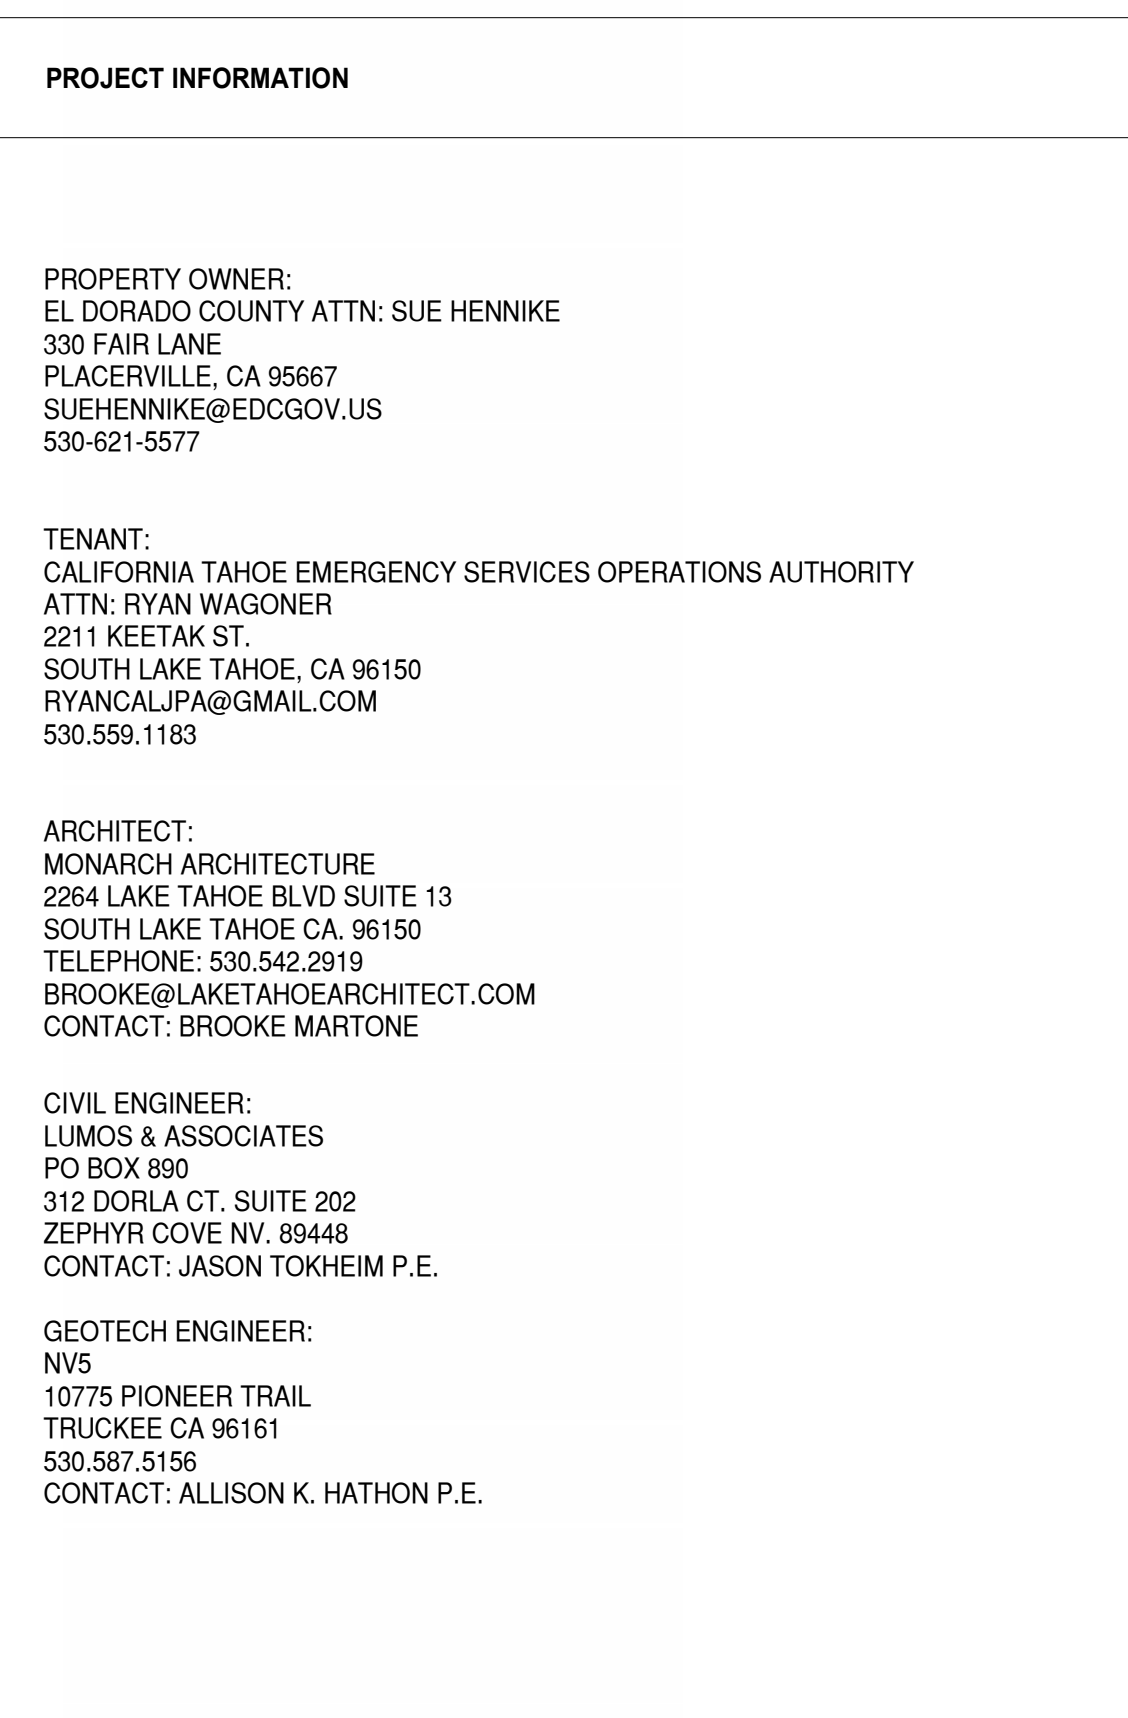 PROJECT INFORMATION
PROPERTY OWNER:
EL DORADO COUNTY ATTN: SUE HENNIKE
330 FAIR LANE
PLACERVILLE, CA 95667
SUEHENNIKE@EDCGOV.US
530-621-5577
TENANT:
CALIFORNIA TAHOE EMERGENCY SERVICES OPERATIONS AUTHORITY
ATTN: RYAN WAGONER
2211 KEETAK ST.
SOUTH LAKE TAHOE, CA 96150
RYANCALJPA@GMAIL.COM
530.559.1183
ARCHITECT:
MONARCH ARCHITECTURE
2264 LAKE TAHOE BLVD SUITE 13
SOUTH LAKE TAHOE CA. 96150
TELEPHONE: 530.542.2919
BROOKE@LAKETAHOEARCHITECT.COM
CONTACT: BROOKE MARTONE
CIVIL ENGINEER:
LUMOS & ASSOCIATES
PO BOX 890
312 DORLA CT. SUITE 202
ZEPHYR COVE NV. 89448
CONTACT: JASON TOKHEIM P.E.
GEOTECH ENGINEER:
NV5
10775 PIONEER TRAIL
TRUCKEE CA 96161
530.587.5156
CONTACT: ALLISON K. HATHON P.E.